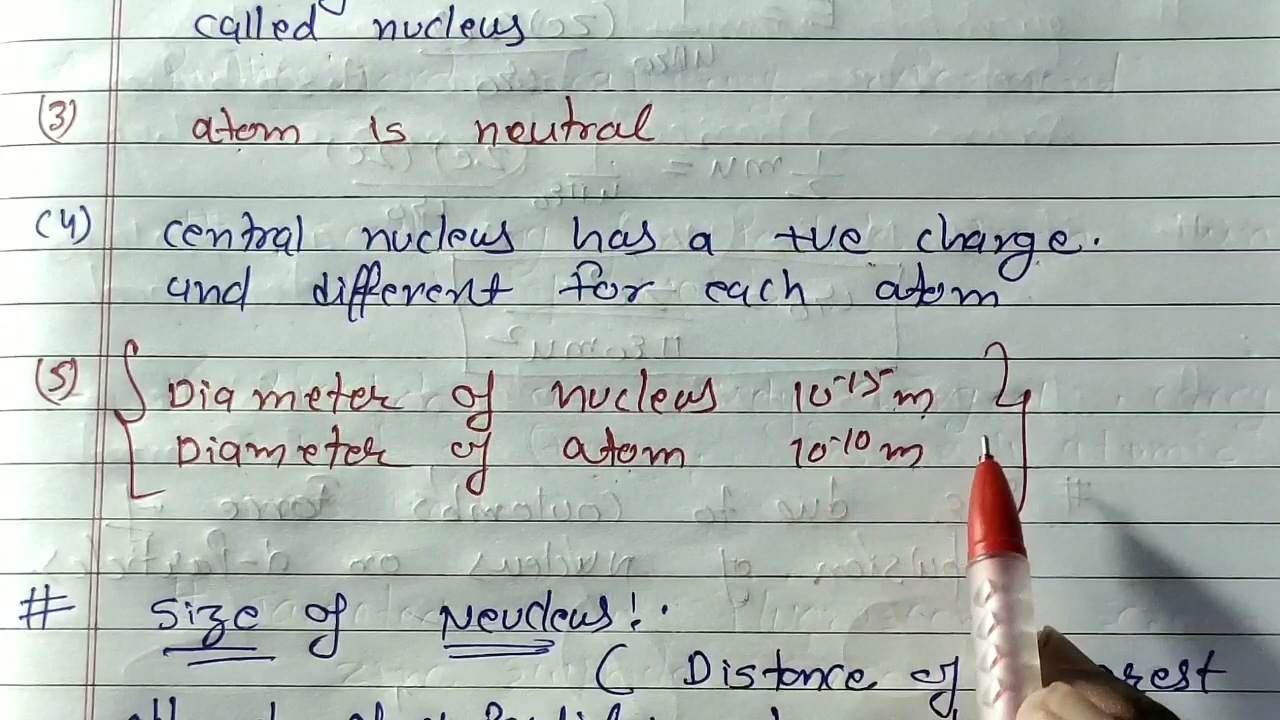 called nucleus
(3) atom is neutral
(4) central nucleus has a +ve charge.
and different for each atom
(5) { Diameter of nucleus 10⁻¹⁵ m }
Diameter of atom 10⁻¹⁰ m
# Size of Neucleus!.
( Distance of